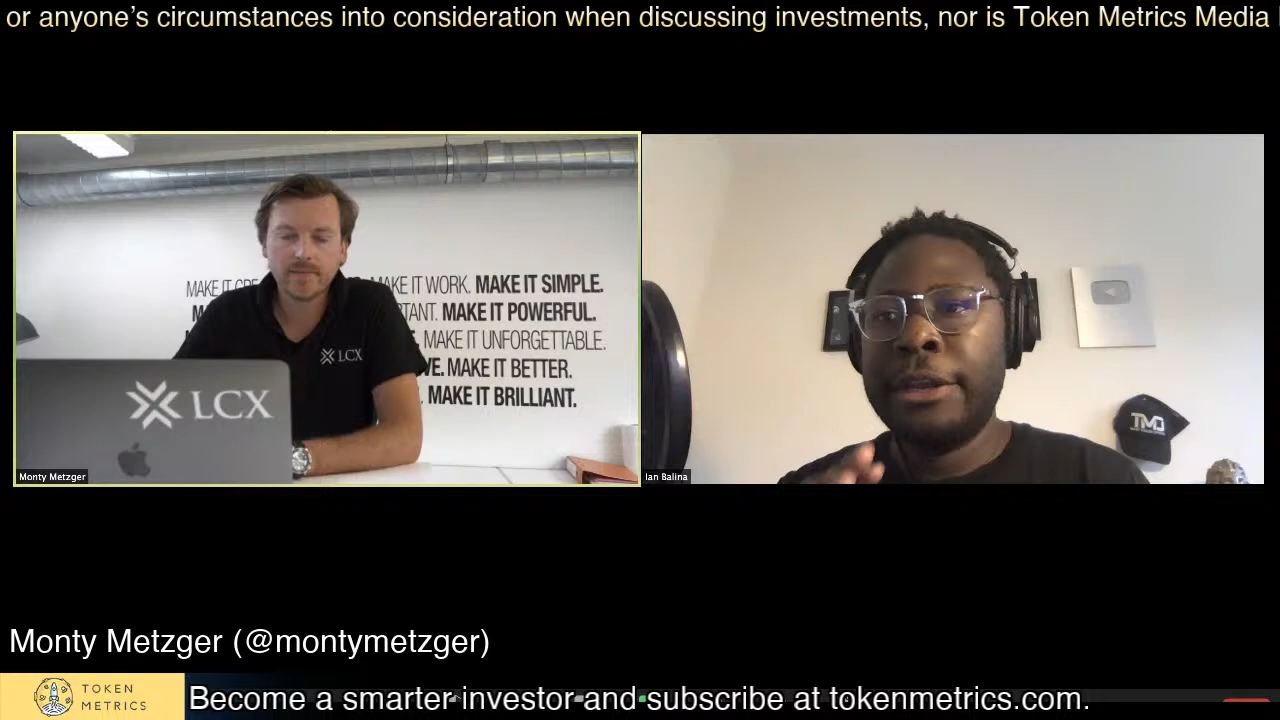 or anyone’s circumstances into consideration when discussing investments, nor is Token Metrics Media
MAKE IT WORK. MAKE IT SIMPLE.
MAKE IT POWERFUL.
MAKE IT UNFORGETTABLE.
MAKE IT BETTER.
MAKE IT BRILLIANT.
LCX
LCX
TMD
Monty Metzger
Ian Balina
Monty Metzger (@montymetzger)
TOKEN
METRICS
Become a smarter investor and subscribe at tokenmetrics.com.